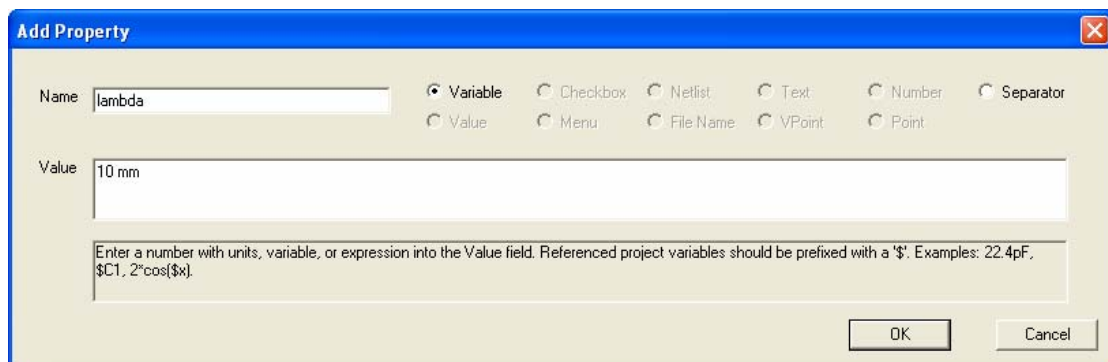 Add Property
Name lambda Variable Checkbox Netlist Text Number Separator
Value Menu File Name VPoint Point
Value 10 mm
Enter a number with units, variable, or expression into the Value field. Referenced project variables should be prefixed with a '$'. Examples: 22.4pF,
$C1, 2*cos($x).
OK Cancel